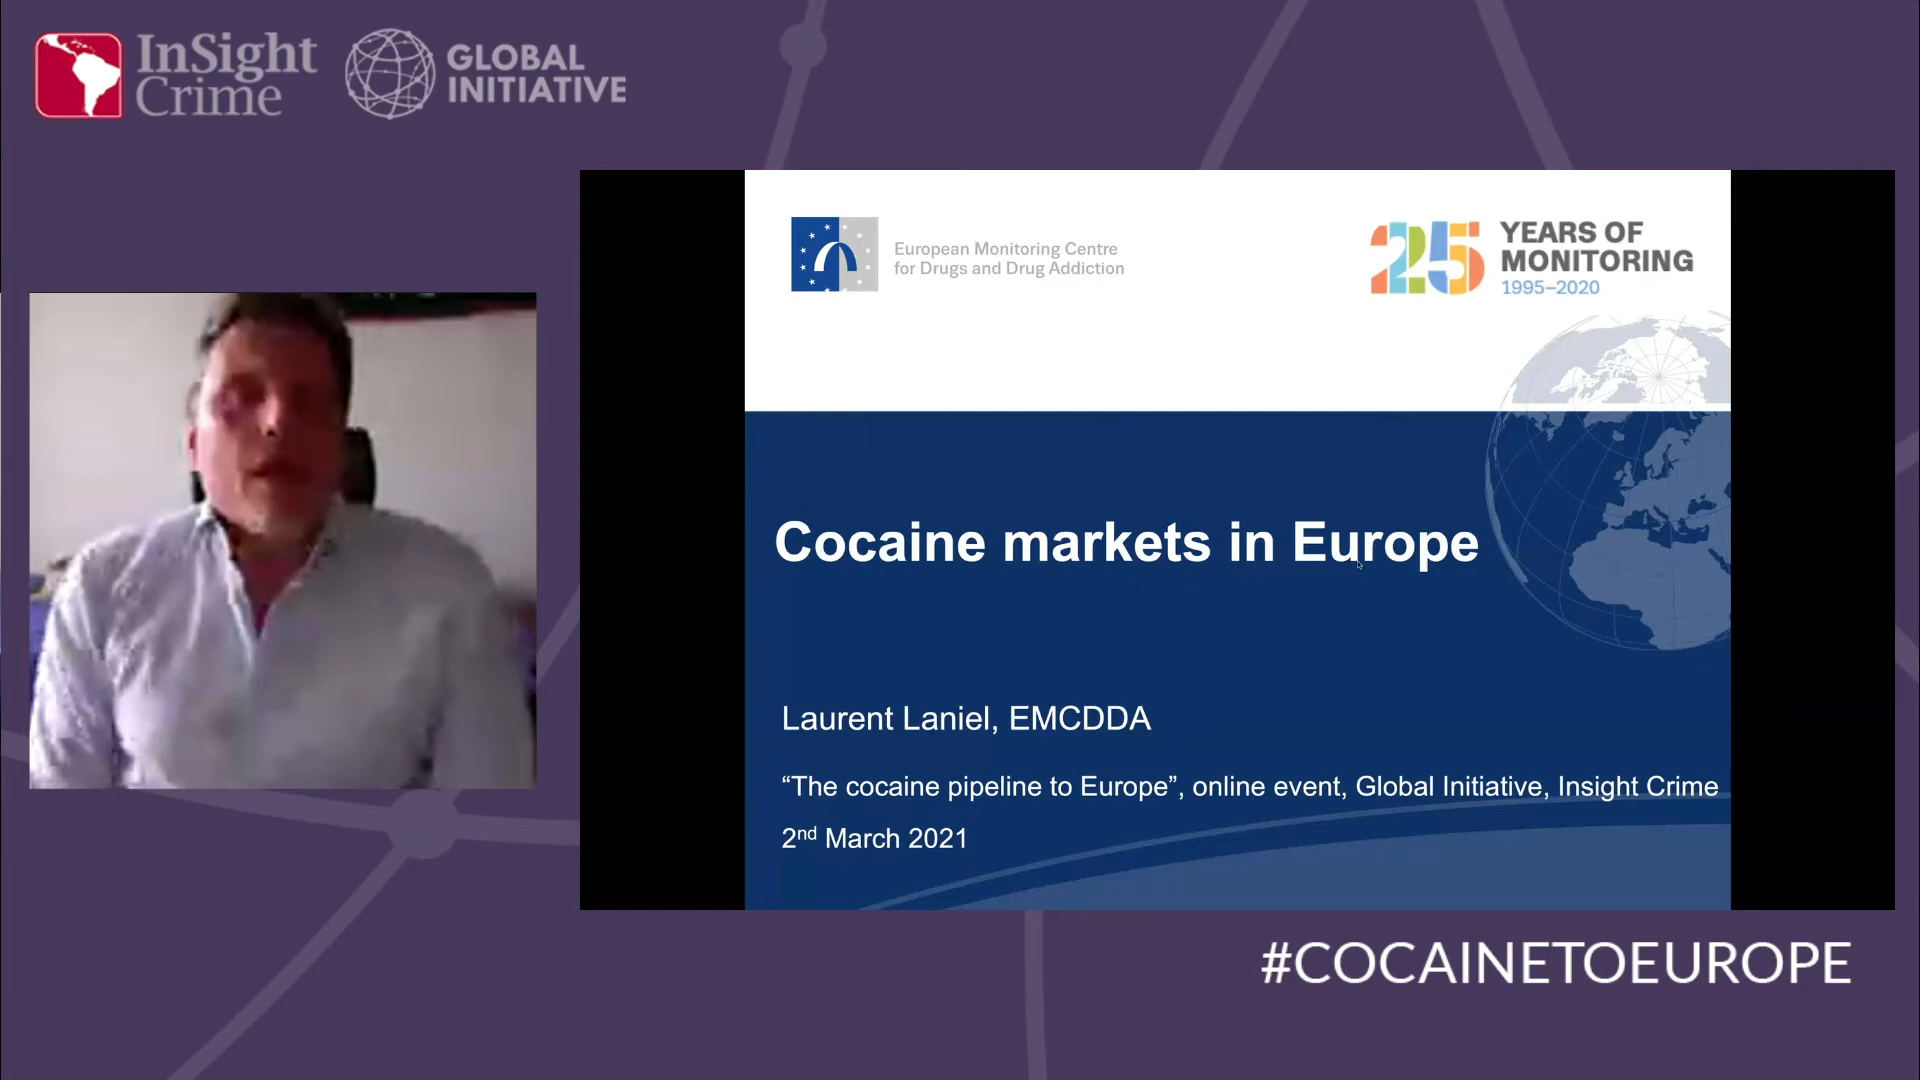 InSight
Crime
GLOBAL
INITIATIVE
European Monitoring Centre
for Drugs and Drug Addiction
25
YEARS OF
MONITORING
1995–2020
Cocaine markets in Europe
Laurent Laniel, EMCDDA
“The cocaine pipeline to Europe”, online event, Global Initiative, Insight Crime
2nd March 2021
#COCAINETOEUROPE